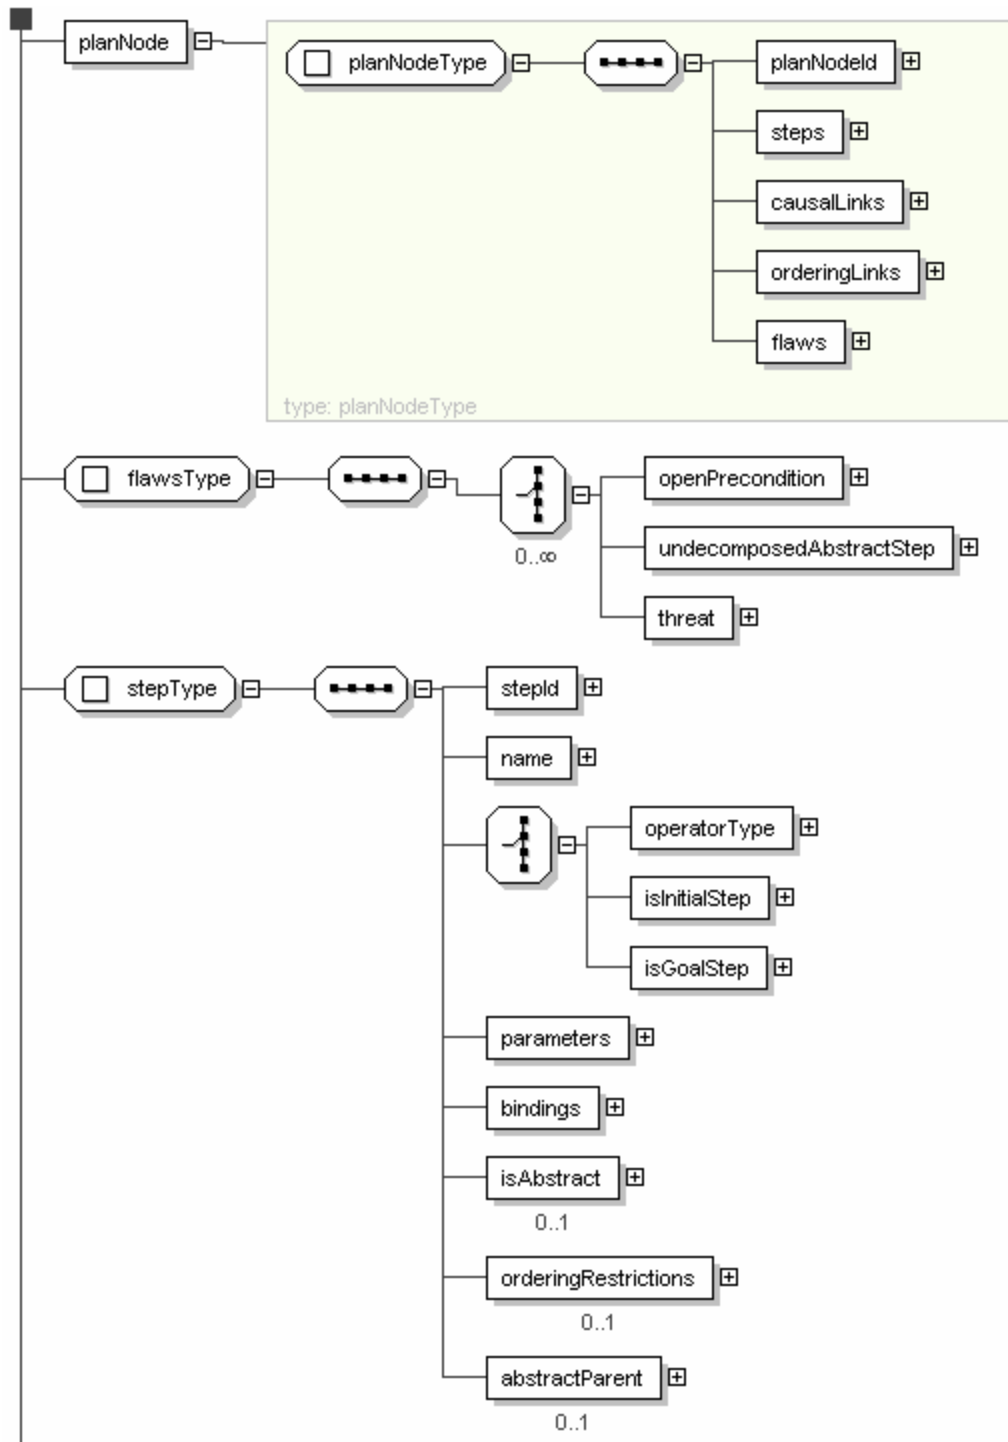 planNode
planNodeType
planNodeId
steps
causalLinks
orderingLinks
flaws
type: planNodeType
flawsType
0..∞
openPrecondition
undecomposedAbstractStep
threat
stepType
stepId
name
operatorType
isInitialStep
isGoalStep
parameters
bindings
isAbstract
0..1
orderingRestrictions
0..1
abstractParent
0..1